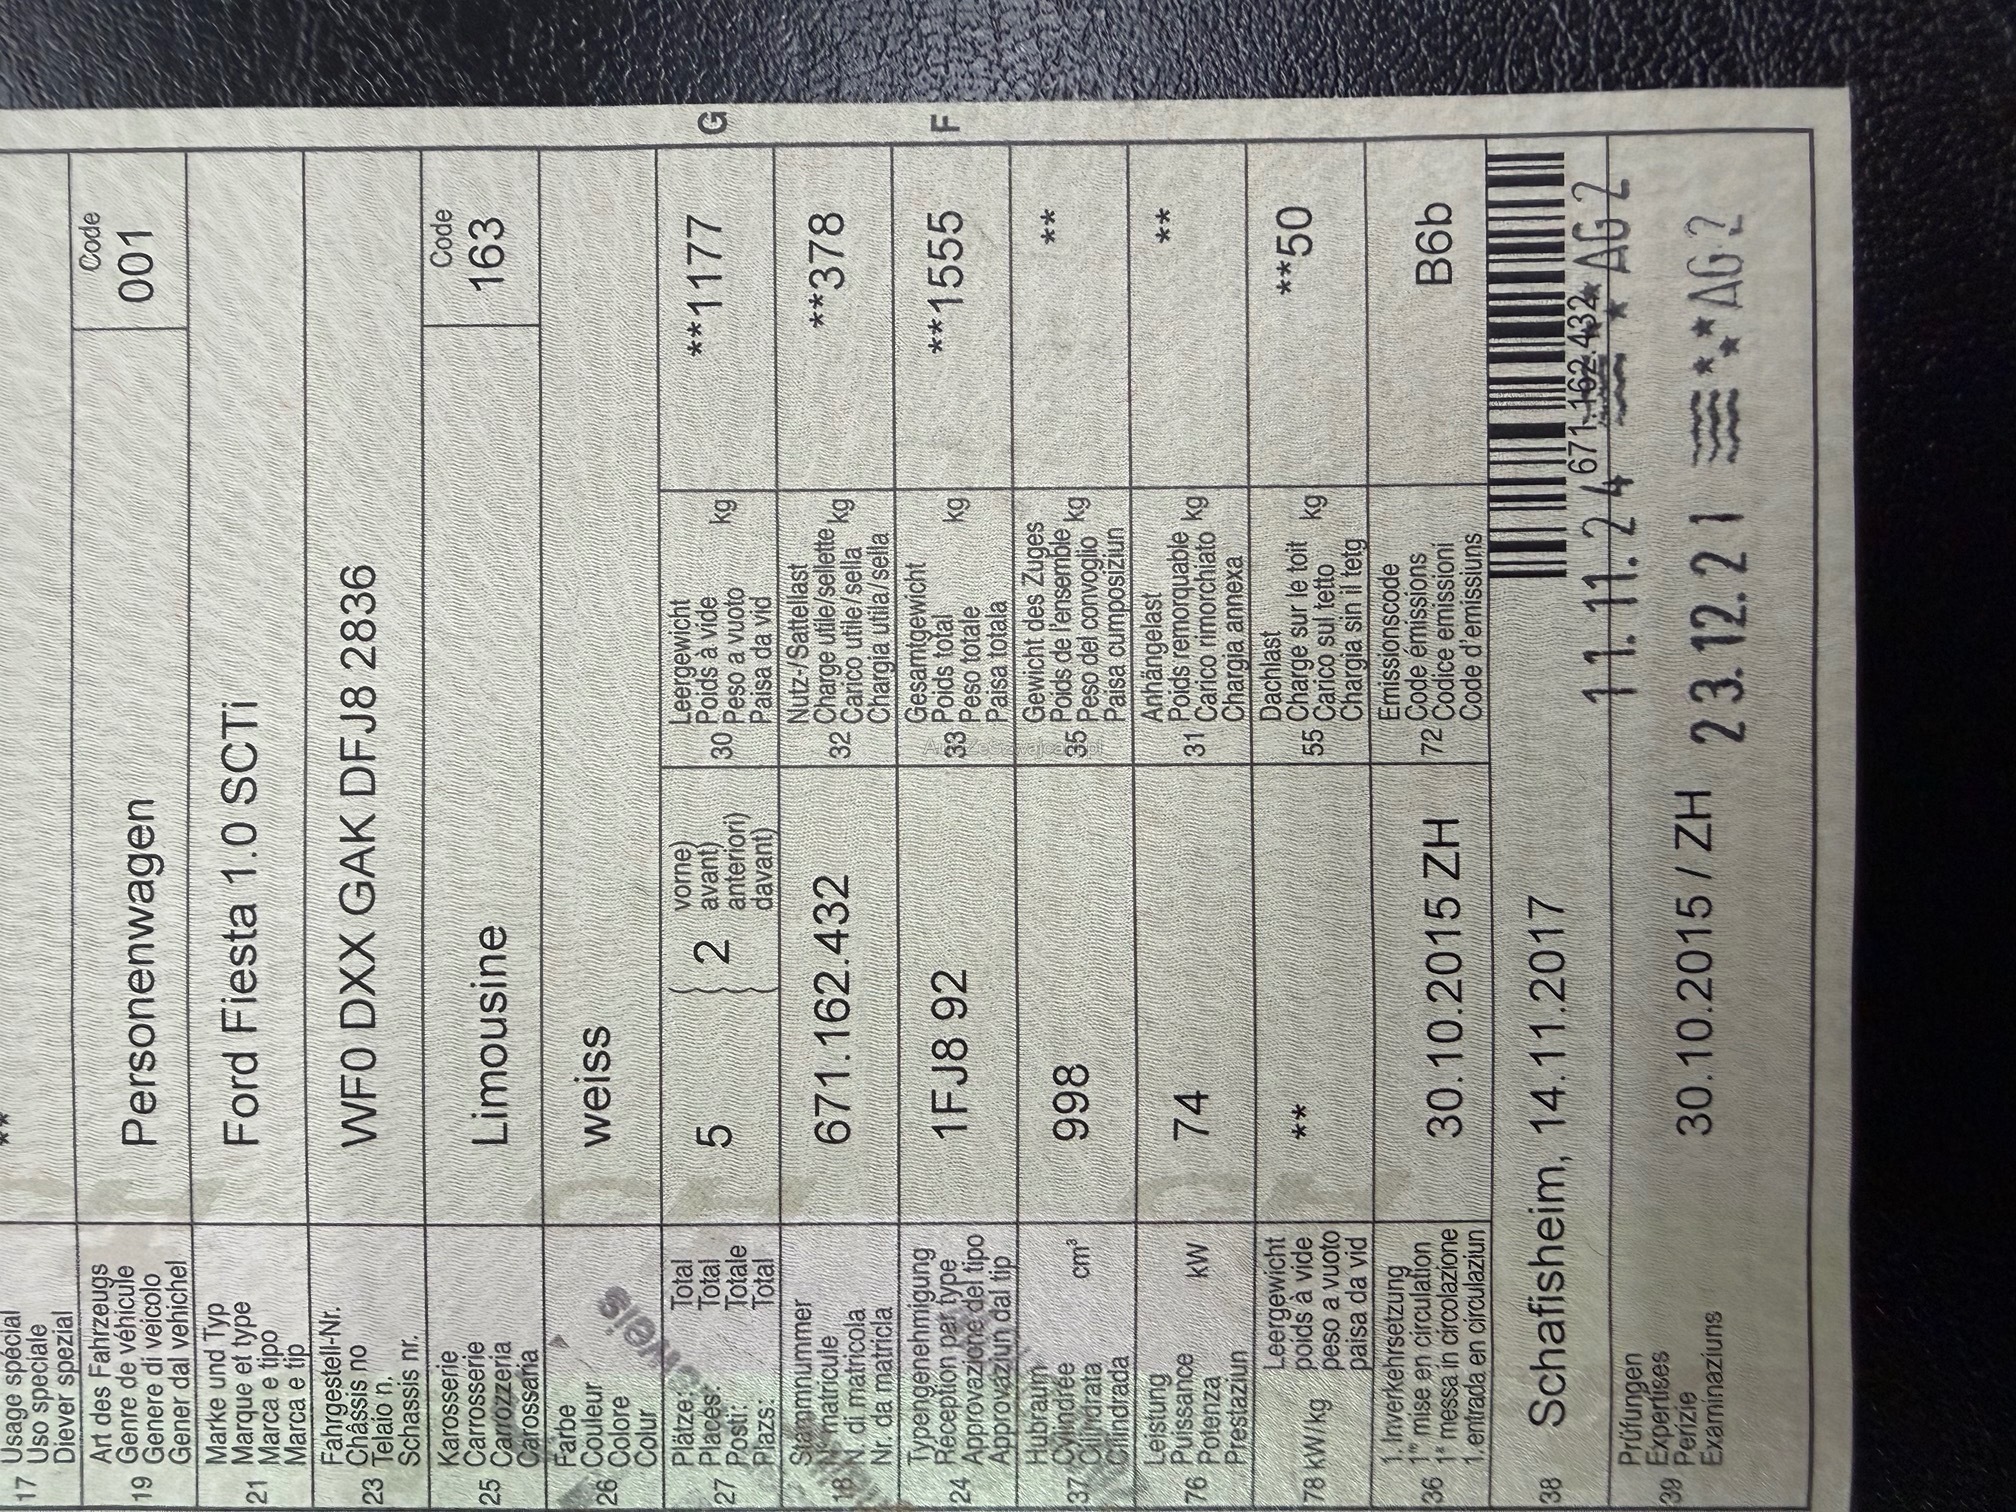 **
17 Usage spécial
Uso speciale
Diever spezial
Art des Fahrzeugs
Genre de véhicule
19 Genere di veicolo
Gener dal vehichel
Personenwagen
Code
001
Marke und Typ
Marque et type
21 Marca e tipo
Marca e tip
Ford Fiesta 1.0 SCTi
Fahrgestell-Nr.
Châssis no
23 Telaio n.
Schassis nr.
WF0 DXX GAK DFJ8 2836
Karosserie
Carrosserie
25 Carrozzeria
Carossaria
Limousine
Code
163
Farbe
26 Couleur
Colore
Colour
weiss
Plätze: Total
Places: Total
27 Posti: Totale
Plazs: Total
5 2
vorne)
avant)
anteriori)
davant)
Leergewicht
30 Poids à vide
Peso a vuoto kg
Paisa da vid
**1177
G
Stammnummer
N° matricule
18 N. di matricola
Nr. da matricla
671.162.432
Nutz-/Sattellast
Charge utile/sellette
32 Carico utile/sella kg
Chargia utila/sella
**378
Typengenehmigung
Réception par type
24 Approvazione del tipo
Approvaziun dal tip
1FJ8 92
Gesamtgewicht
Poids total
33 Peso totale kg
Paisa totala
**1555
F
Hubraum
Cylindrée
37 Cilindrata cm³
Cilindrada
998
Gewicht des Zuges
Poids de l'ensemble
35 Peso del convoglio kg
Paisa cumposiziun
**
Leistung
Puissance
76 Potenza kW
Prestaziun
74
Anhängelast
Poids remorquable
31 Carico rimorchiato kg
Chargia annexa
**
78 kW/kg
Leergewicht
poids à vide
peso a vuoto
paisa da vid
**
Dachlast
Charge sur le toit
55 Carico sul tetto kg
Chargia sin il tetg
**50
1. Inverkehrsetzung
1re mise en circulation
36 1a messa in circolazione
1. entrada en circulaziun
30.10.2015 ZH
Emissionscode
Code émissions
72 Codice emissioni
Code d'emissiuns
B6b
38 Schafisheim, 14.11.2017
671.162.432
11.11.24 ** AG 2
Prüfungen
Expertises
39 Perizie
Examinaziuns
30.10.2015 / ZH 23.12.21 **** AG 2